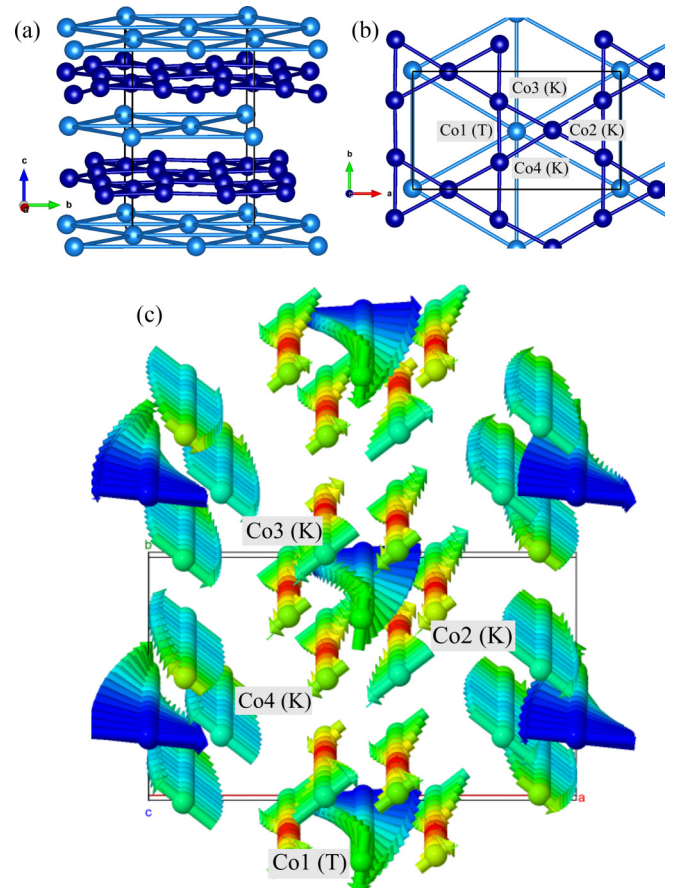 (a)
c
a
b
(b)
Co3 (K)
Co1 (T)
Co2 (K)
Co4 (K)
b
a
(c)
Co3 (K)
b
Co2 (K)
Co4 (K)
c
a
Co1 (T)